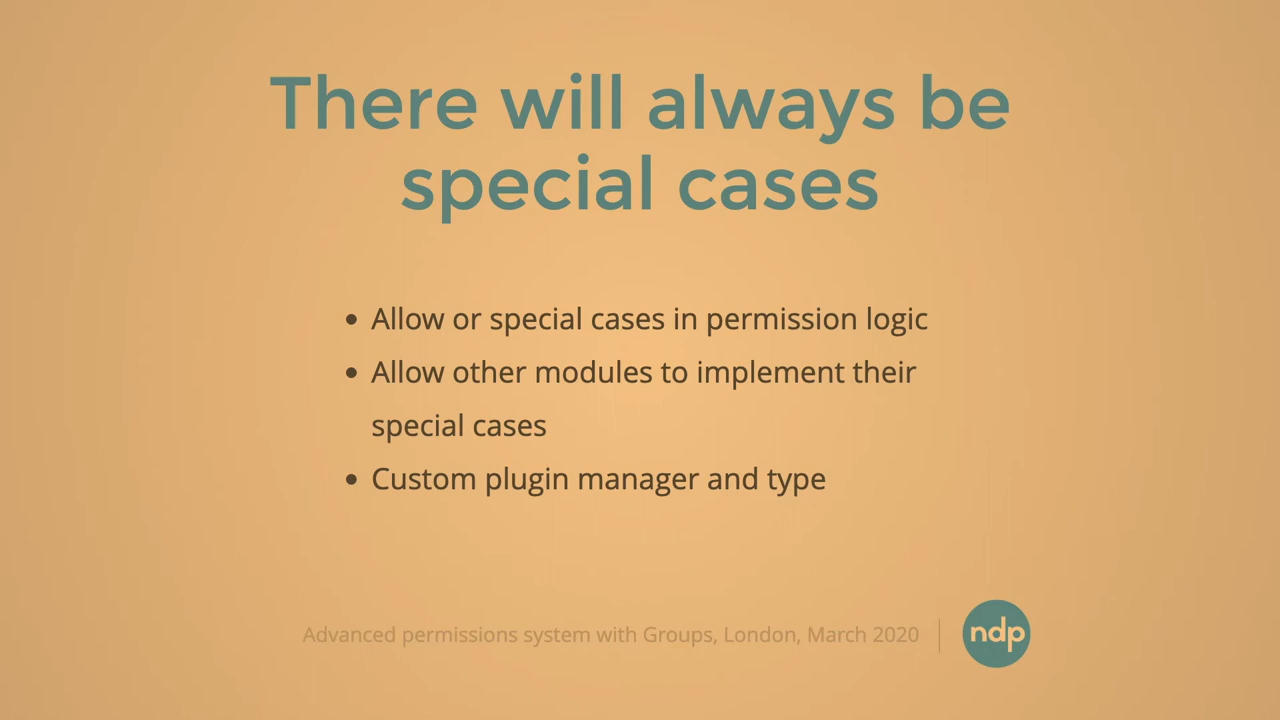 There will always be
special cases
• Allow or special cases in permission logic
• Allow other modules to implement their
special cases
• Custom plugin manager and type
Advanced permissions system with Groups, London, March 2020
ndp